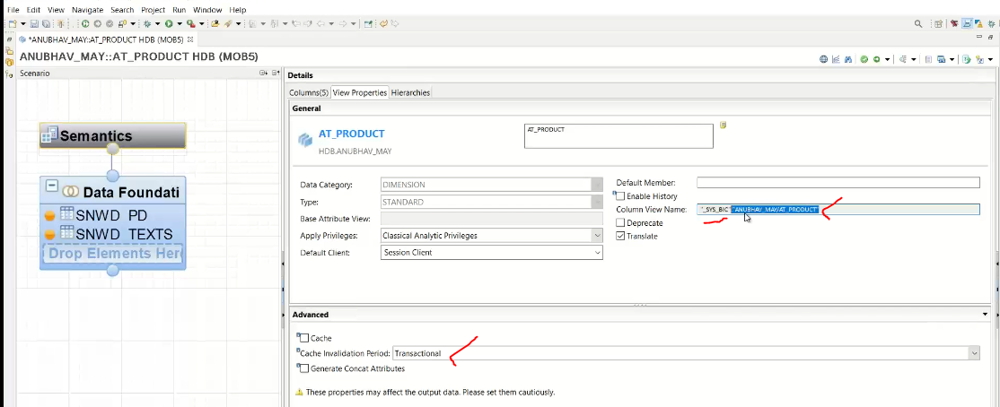 File Edit View Navigate Search Project Run Window Help
*ANUBHAV_MAY::AT_PRODUCT HDB (MOB5)
ANUBHAV_MAY::AT_PRODUCT HDB (MOB5)
Scenario
Semantics
Data Foundati
SNWD_PD
SNWD_TEXTS
Drop Elements Her
Details
Columns(5) View Properties Hierarchies
General
AT_PRODUCT
HDB.ANUBHAV_MAY
AT_PRODUCT
Data Category: DIMENSION
Type: STANDARD
Base Attribute View:
Apply Privileges: Classical Analytic Privileges
Default Client: Session Client
Default Member:
Enable History
Column View Name: "_SYS_BIC"."ANUBHAV_MAY/AT_PRODUCT"
Deprecate
Translate
Advanced
Cache
Cache Invalidation Period: Transactional
Generate Concat Attributes
These properties may affect the output data. Please set them cautiously.